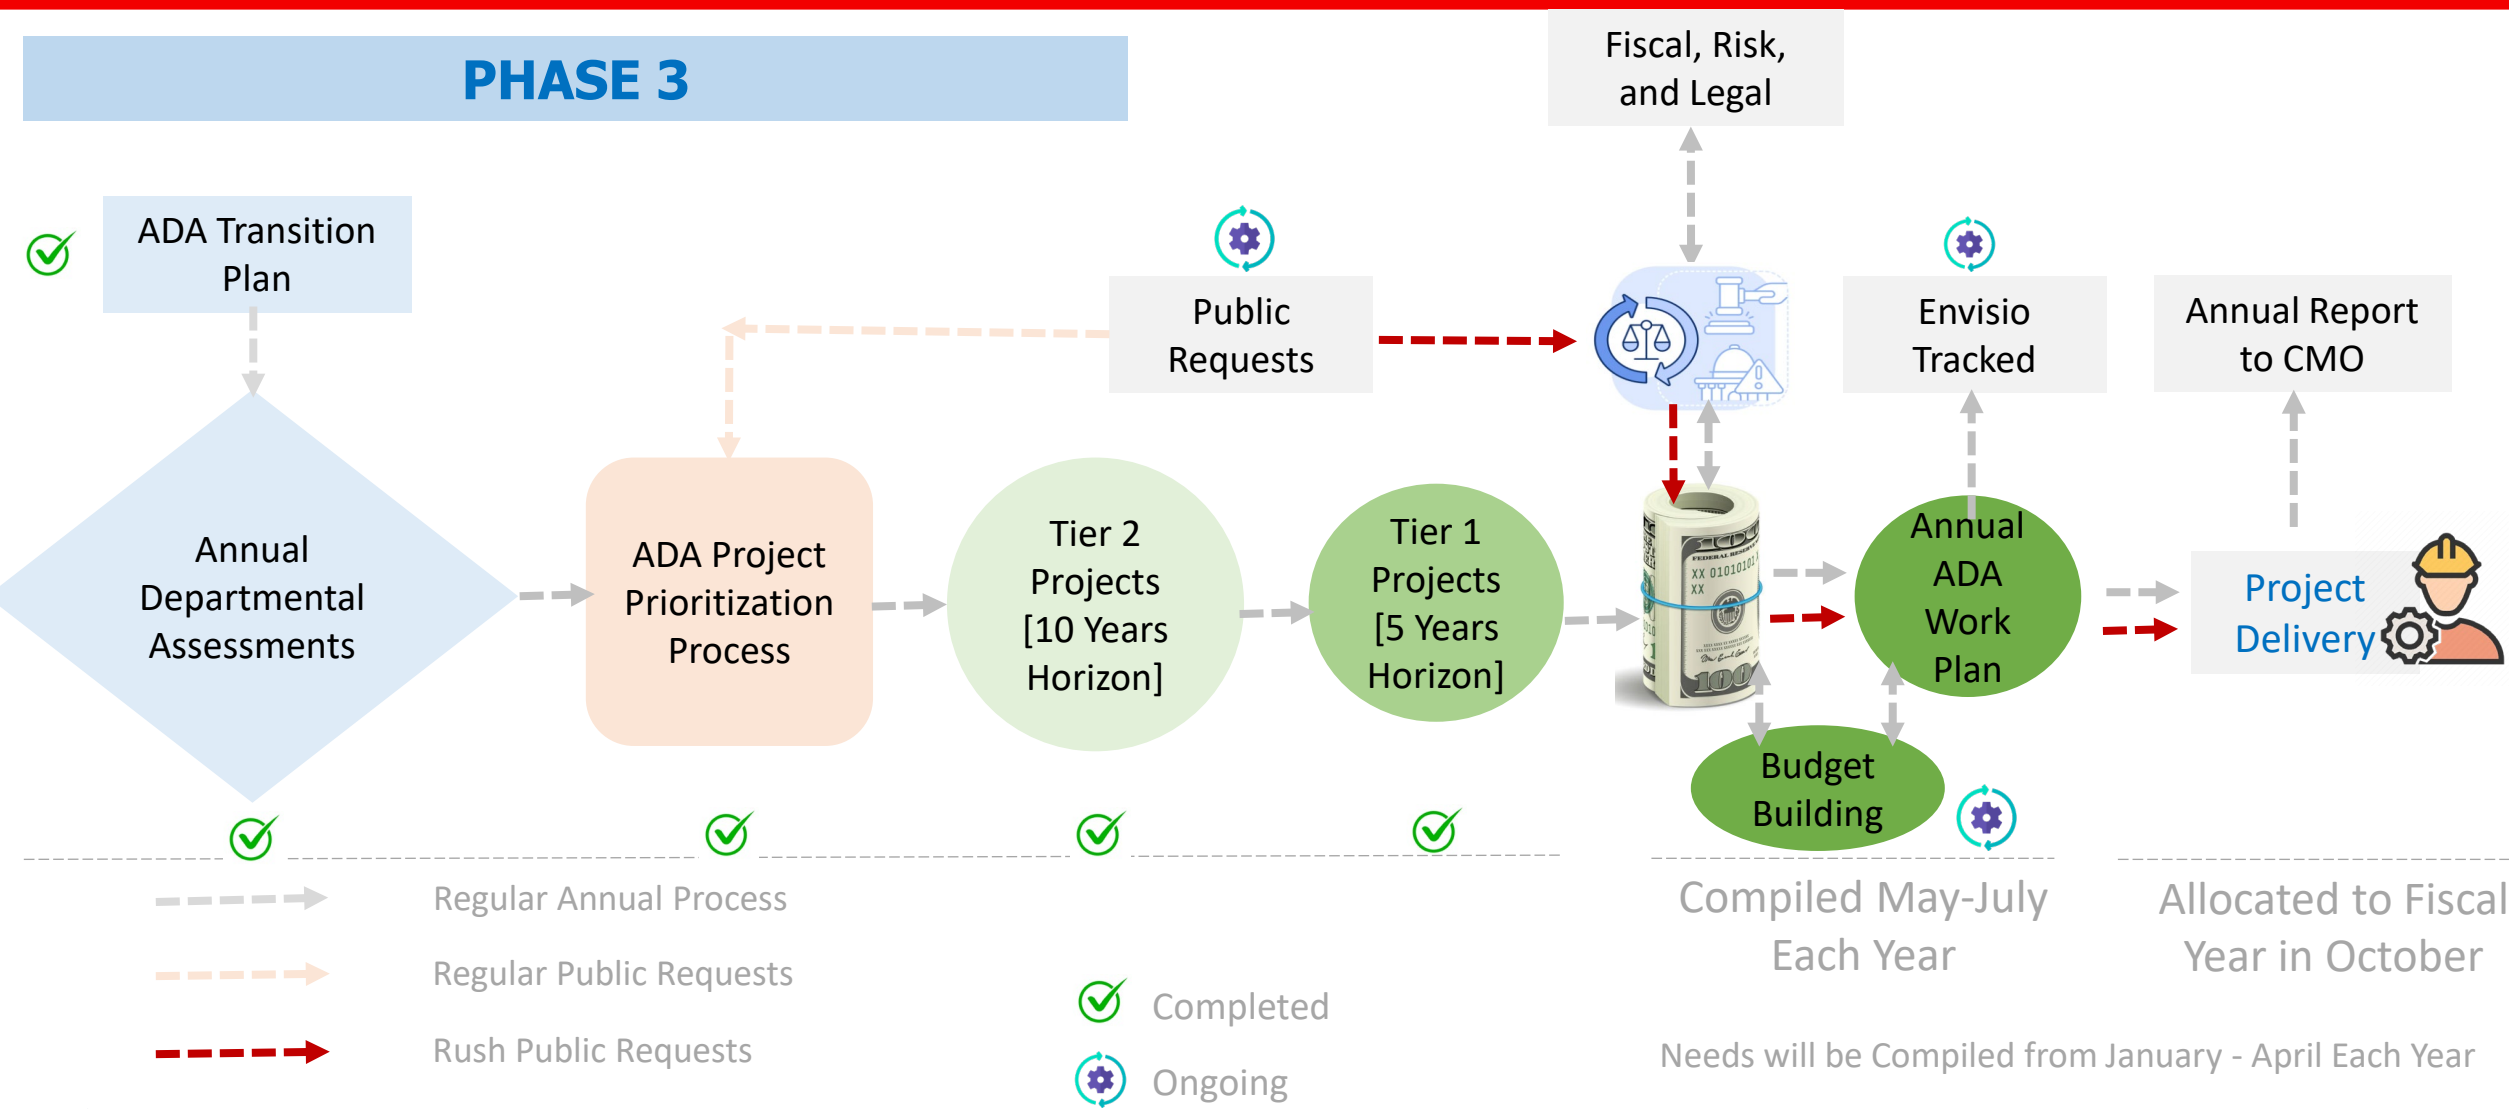 PHASE 3
Fiscal, Risk,
and Legal
ADA Transition
Plan
Public
Requests
Envisio
Tracked
Annual Report
to CMO
Annual
Departmental
Assessments
ADA Project
Prioritization
Process
Tier 2
Projects
[10 Years
Horizon]
Tier 1
Projects
[5 Years
Horizon]
Annual
ADA
Work
Plan
Project
Delivery
Budget
Building
Regular Annual Process
Regular Public Requests
Rush Public Requests
Completed
Ongoing
Compiled May-July
Each Year
Allocated to Fiscal
Year in October
Needs will be Compiled from January - April Each Year